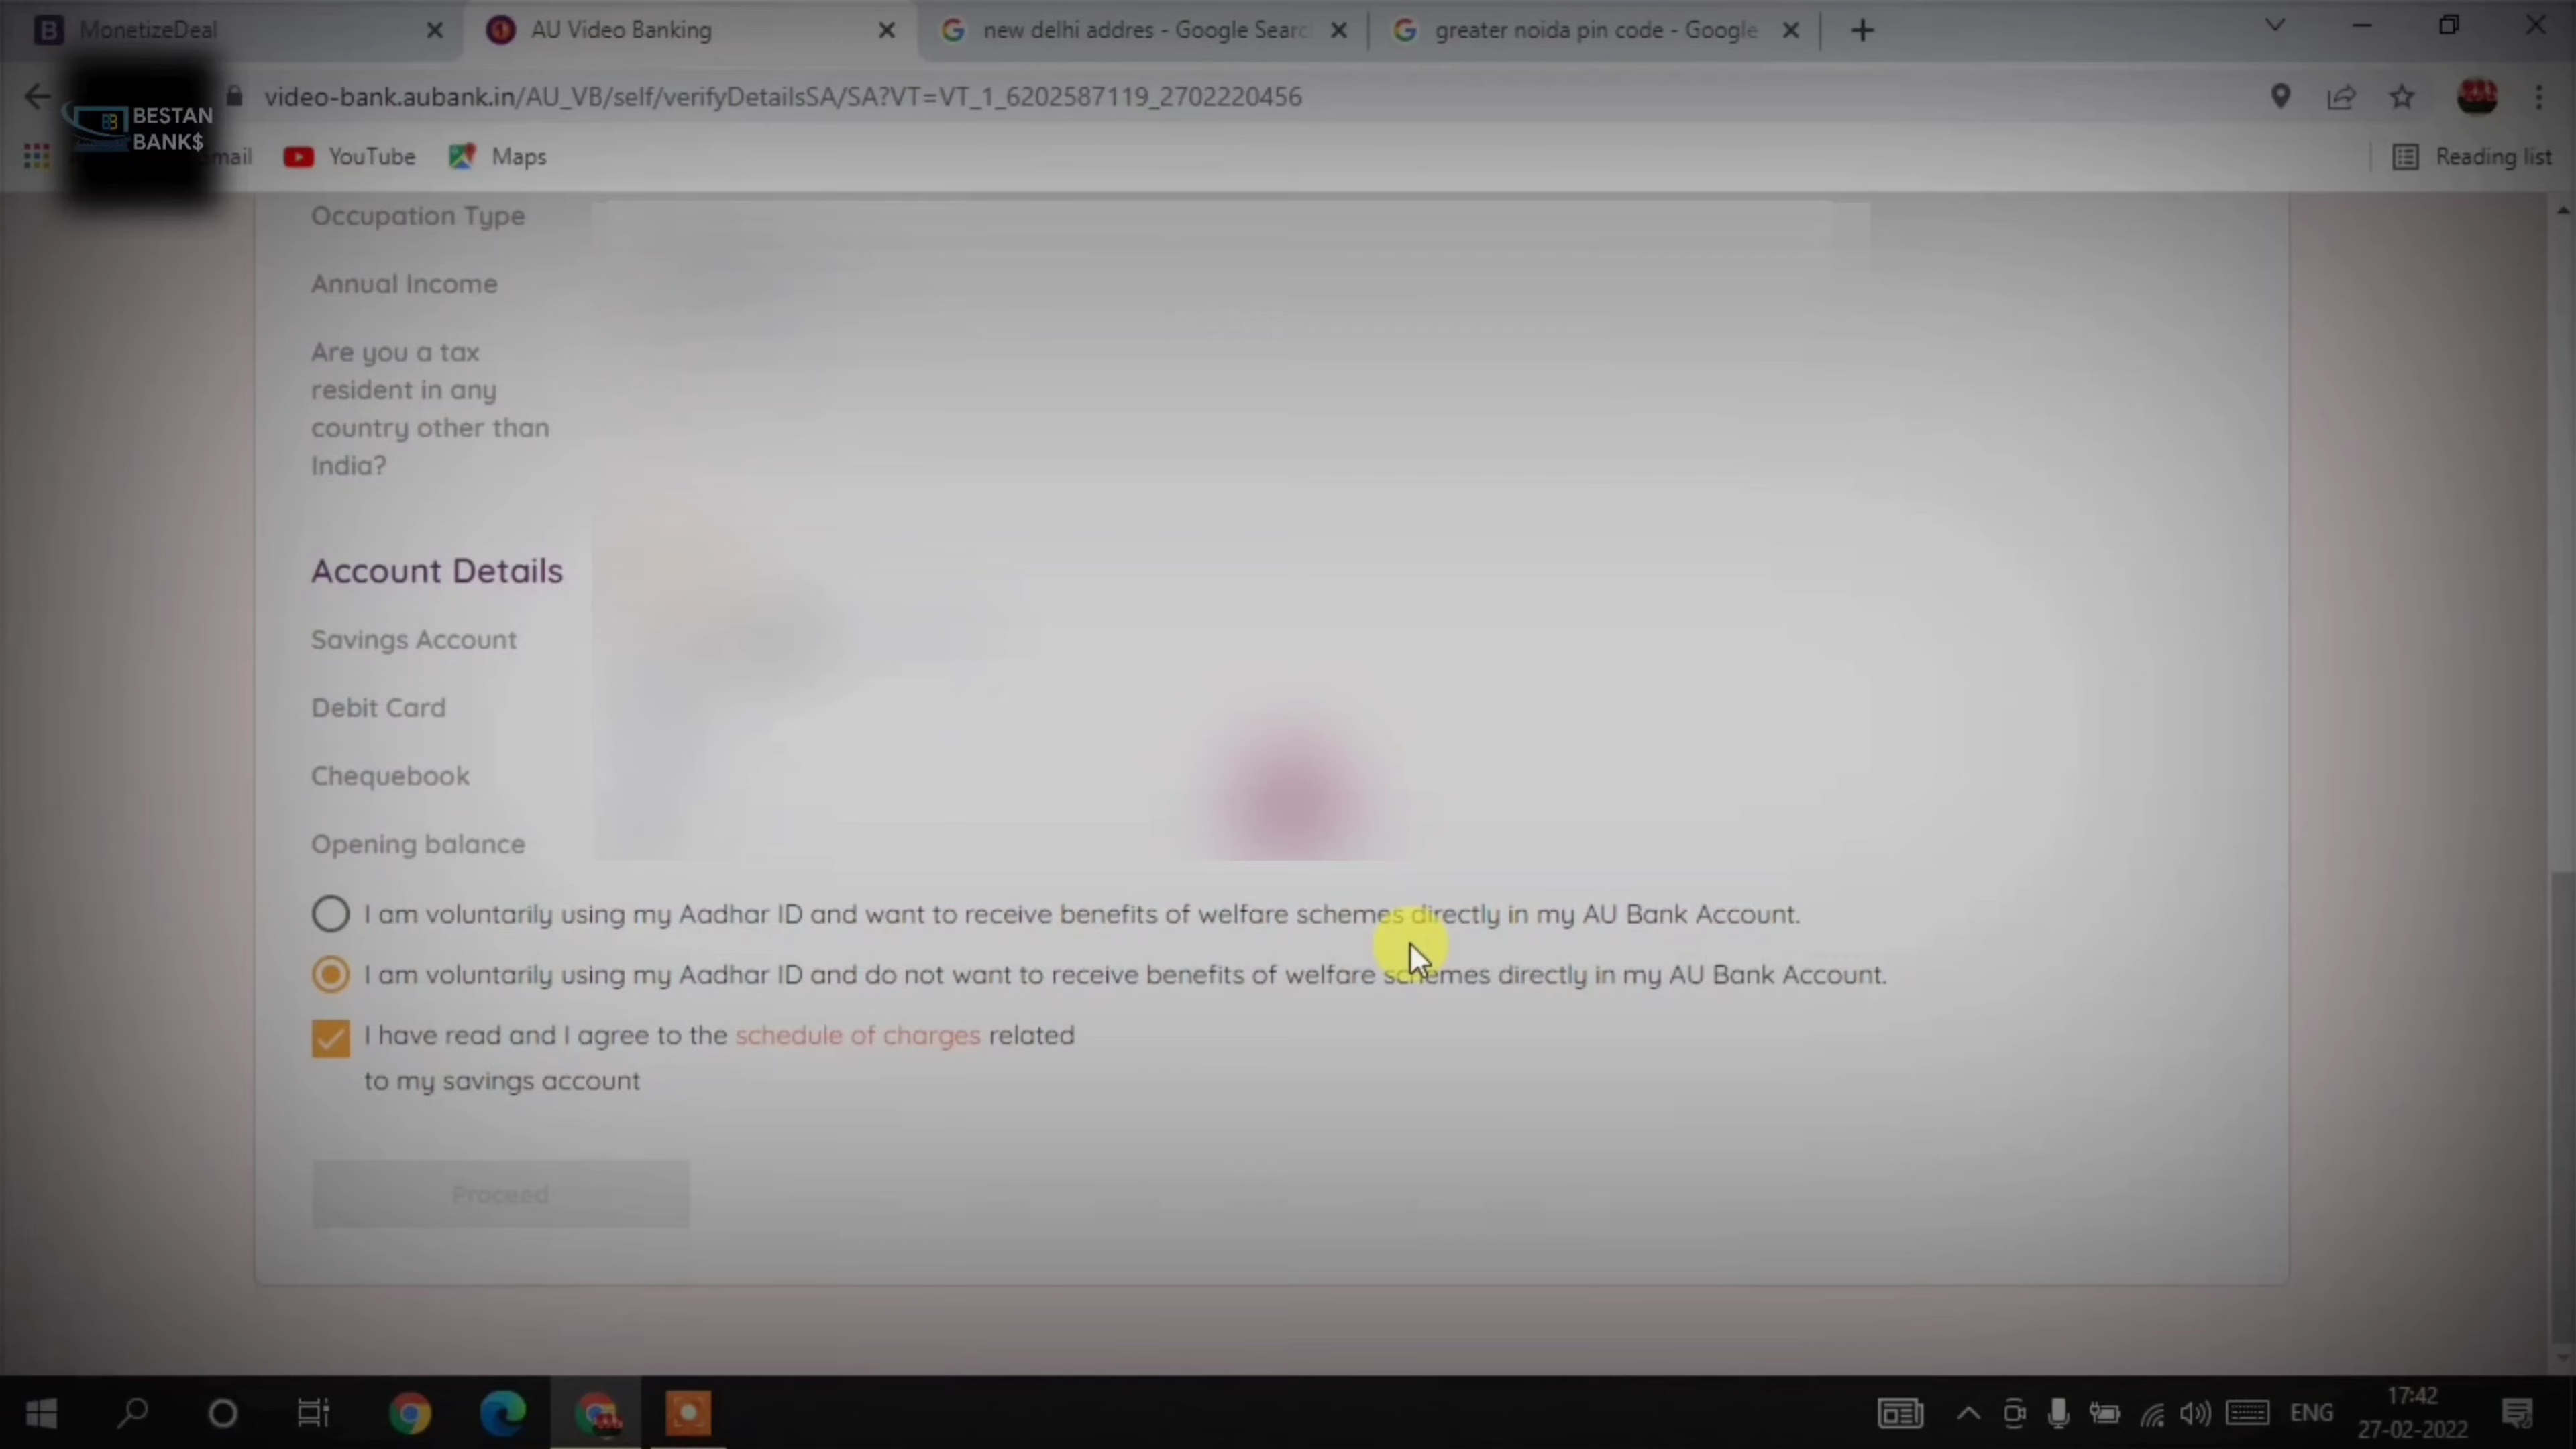 MonetizeDeal
AU Video Banking
new delhi addres - Google Searc
greater noida pin code - Google
video-bank.aubank.in/AU_VB/self/verifyDetailsSA/SA?VT=VT_1_6202587119_2702220456
BESTAN
BANK$
mail
YouTube
Maps
Reading list
Occupation Type
Annual Income
Are you a tax
resident in any
country other than
India?
Account Details
Savings Account
Debit Card
Chequebook
Opening balance
I am voluntarily using my Aadhar ID and want to receive benefits of welfare schemes directly in my AU Bank Account.
I am voluntarily using my Aadhar ID and do not want to receive benefits of welfare schemes directly in my AU Bank Account.
I have read and I agree to the schedule of charges related
to my savings account
Proceed
ENG
17:42
27-02-2022